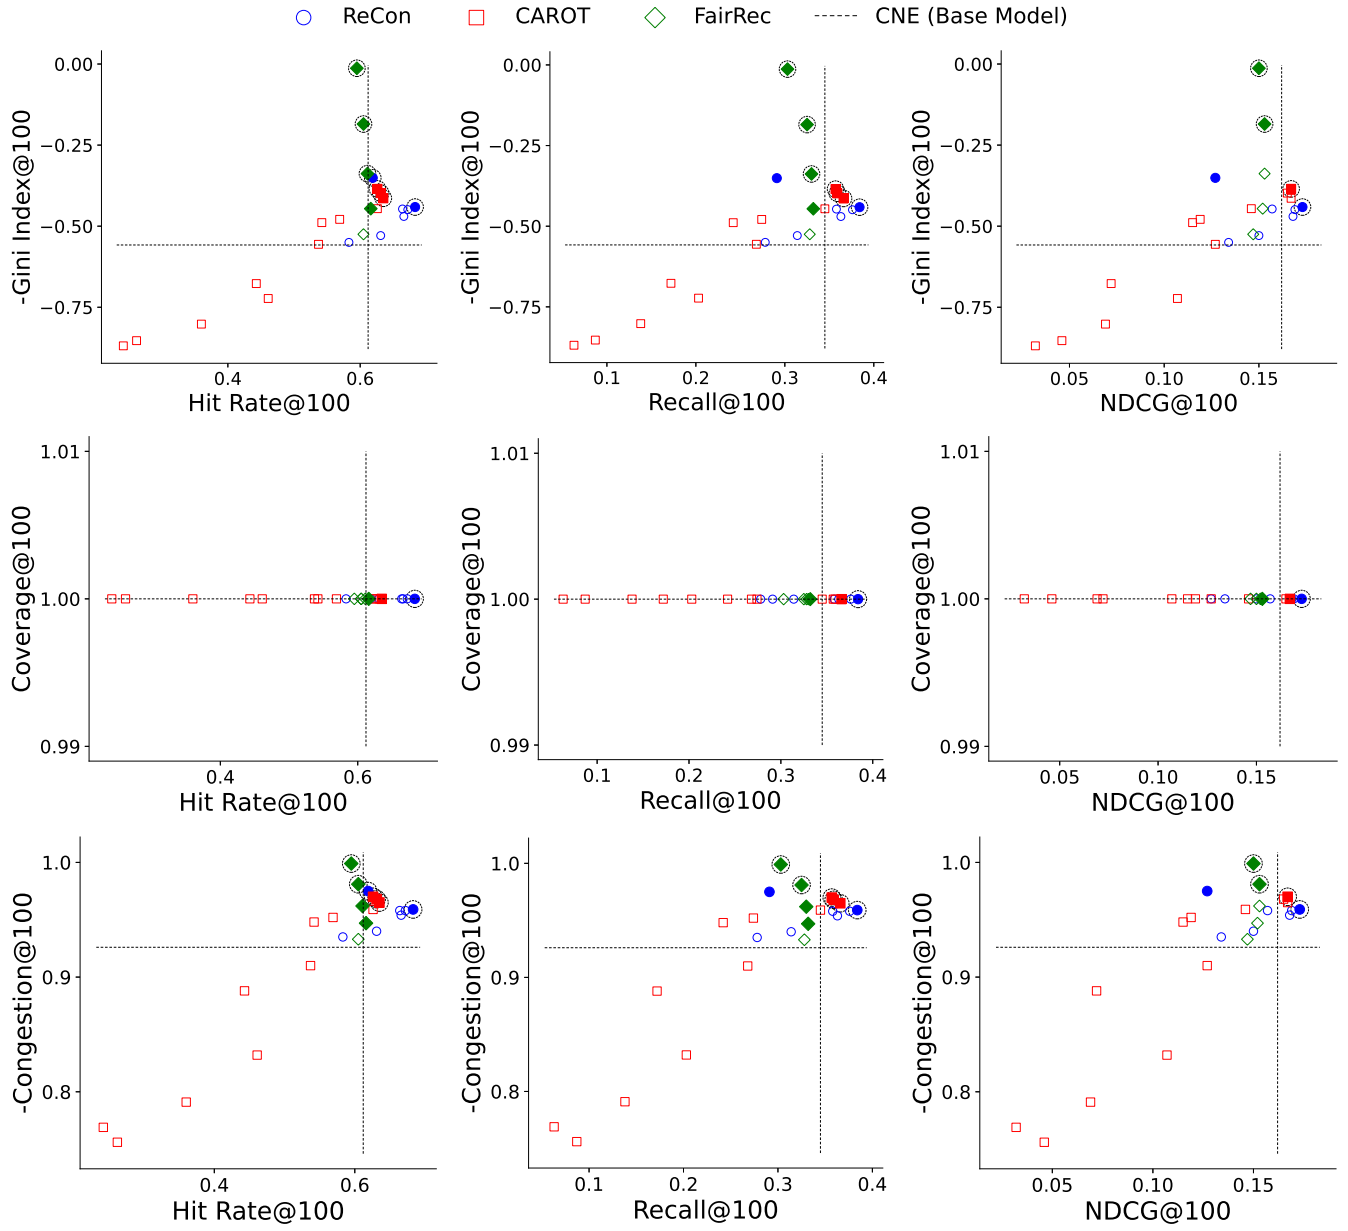 ReCon CAROT FairRec CNE (Base Model)
-Gini Index@100
0.00
−0.25
−0.50
−0.75
0.4 0.6
Hit Rate@100
-Gini Index@100
0.00
−0.25
−0.50
−0.75
0.1 0.2 0.3 0.4
Recall@100
-Gini Index@100
0.00
−0.25
−0.50
−0.75
0.05 0.10 0.15
NDCG@100
Coverage@100
1.01
1.00
0.99
0.4 0.6
Hit Rate@100
Coverage@100
1.01
1.00
0.99
0.1 0.2 0.3 0.4
Recall@100
Coverage@100
1.01
1.00
0.99
0.05 0.10 0.15
NDCG@100
-Congestion@100
1.0
0.9
0.8
0.4 0.6
Hit Rate@100
-Congestion@100
1.0
0.9
0.8
0.1 0.2 0.3 0.4
Recall@100
-Congestion@100
1.0
0.9
0.8
0.05 0.10 0.15
NDCG@100